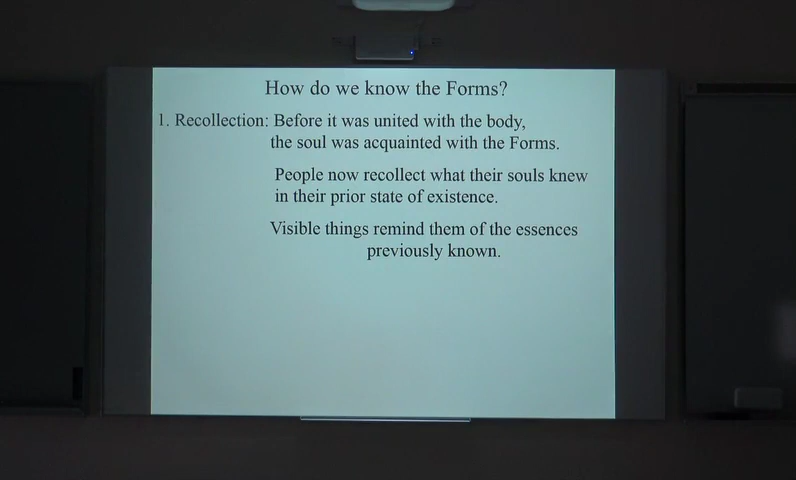 How do we know the Forms?
1. Recollection: Before it was united with the body,
the soul was acquainted with the Forms.
People now recollect what their souls knew
in their prior state of existence.
Visible things remind them of the essences
previously known.